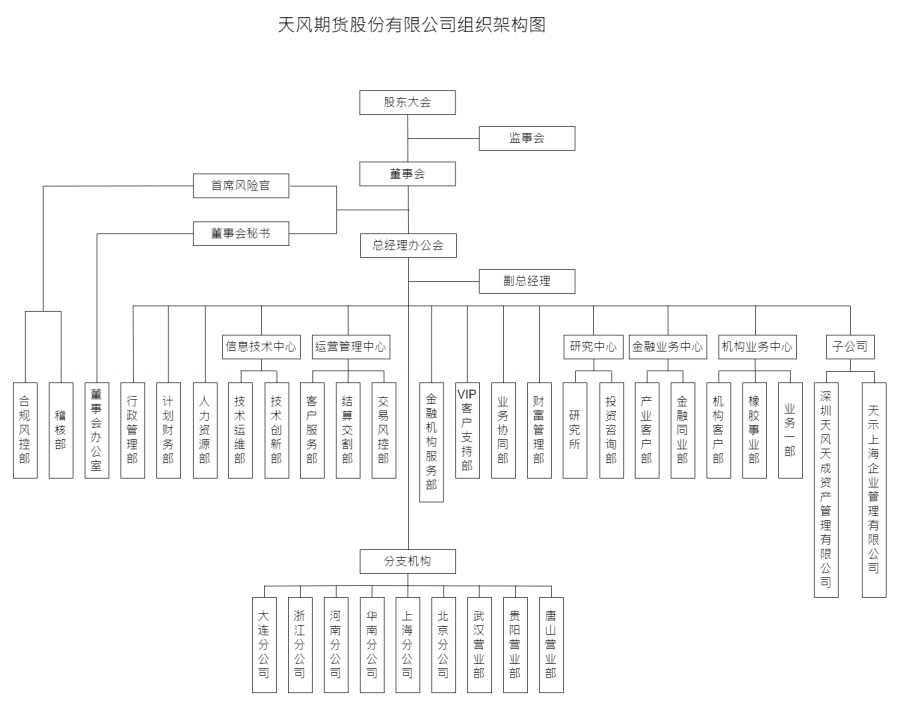 天风期货股份有限公司组织架构图
股东大会
监事会
董事会
首席风险官
董事会秘书
总经理办公会
副总经理
信息技术中心
运营管理中心
研究中心
金融业务中心
机构业务中心
子公司
合规风控部
稽核部
董事会办公室
行政管理部
计划财务部
人力资源部
技术运维部
技术创新部
客户服务部
结算交割部
交易风控部
金融机构服务部
VIP客户支持部
业务协同部
财富管理部
研究所
投资咨询部
产业客户部
金融同业部
机构客户部
橡胶事业部
业务一部
深圳天风天成资产管理有限公司
天示上海企业管理有限公司
分支机构
大连分公司
浙江分公司
河南分公司
华南分公司
上海分公司
北京分公司
武汉营业部
贵阳营业部
唐山营业部